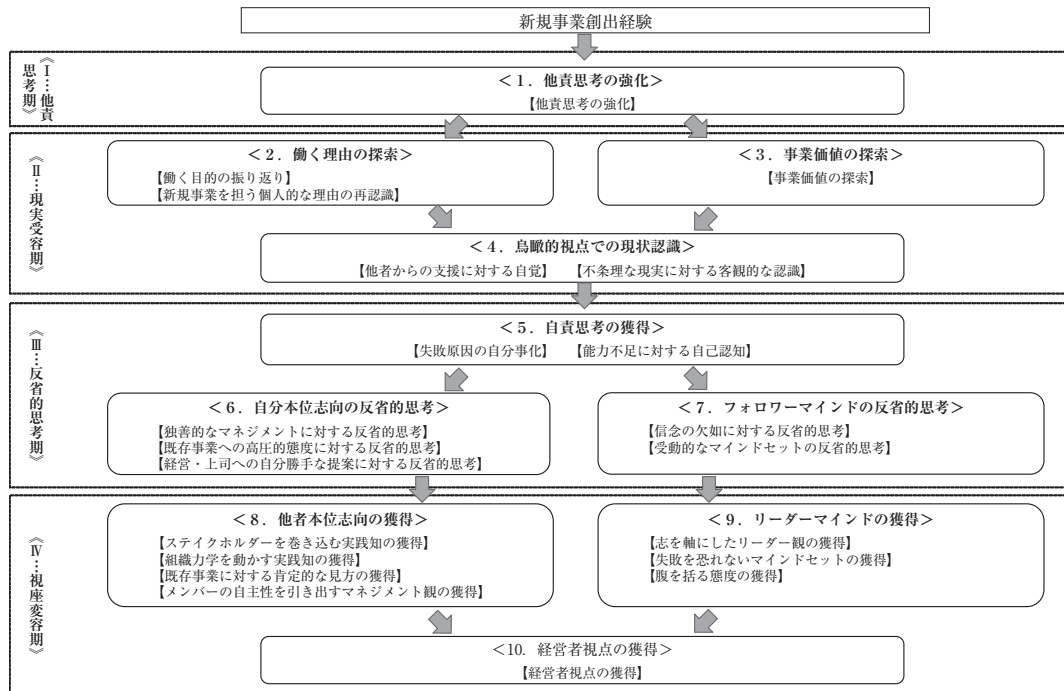 新規事業創出経験
《Ⅰ…他責
思考期》
＜１．他責思考の強化＞
【他責思考の強化】
《Ⅱ…現実受容期》
＜２．働く理由の探索＞
【働く目的の振り返り】
【新規事業を担う個人的な理由の再認識】
＜３．事業価値の探索＞
【事業価値の探索】
＜４．鳥瞰的視点での現状認識＞
【他者からの支援に対する自覚】　【不条理な現実に対する客観的な認識】
《Ⅲ…反省的思考期》
＜５．自責思考の獲得＞
【失敗原因の自分事化】　【能力不足に対する自己認知】
＜６．自分本位志向の反省的思考＞
【独善的なマネジメントに対する反省的思考】
【既存事業への高圧的態度に対する反省的思考】
【経営・上司への自分勝手な提案に対する反省的思考】
＜７．フォロワーマインドの反省的思考＞
【信念の欠如に対する反省的思考】
【受動的なマインドセットの反省的思考】
《Ⅳ…視座変容期》
＜８．他者本位志向の獲得＞
【ステイクホルダーを巻き込む実践知の獲得】
【組織力学を動かす実践知の獲得】
【既存事業に対する肯定的な見方の獲得】
【メンバーの自主性を引き出すマネジメント観の獲得】
＜９．リーダーマインドの獲得＞
【志を軸にしたリーダー観の獲得】
【失敗を恐れないマインドセットの獲得】
【腹を括る態度の獲得】
＜10．経営者視点の獲得＞
【経営者視点の獲得】